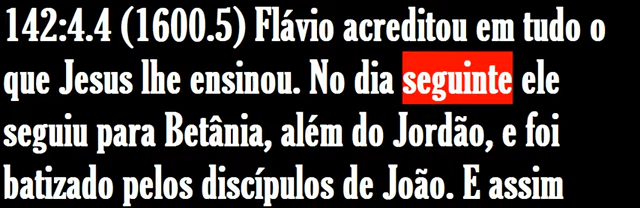 142:4.4 (1600.5) Flávio acreditou em tudo o
que Jesus lhe ensinou. No dia seguinte ele
seguiu para Betânia, além do Jordão, e foi
batizado pelos discípulos de João. E assim